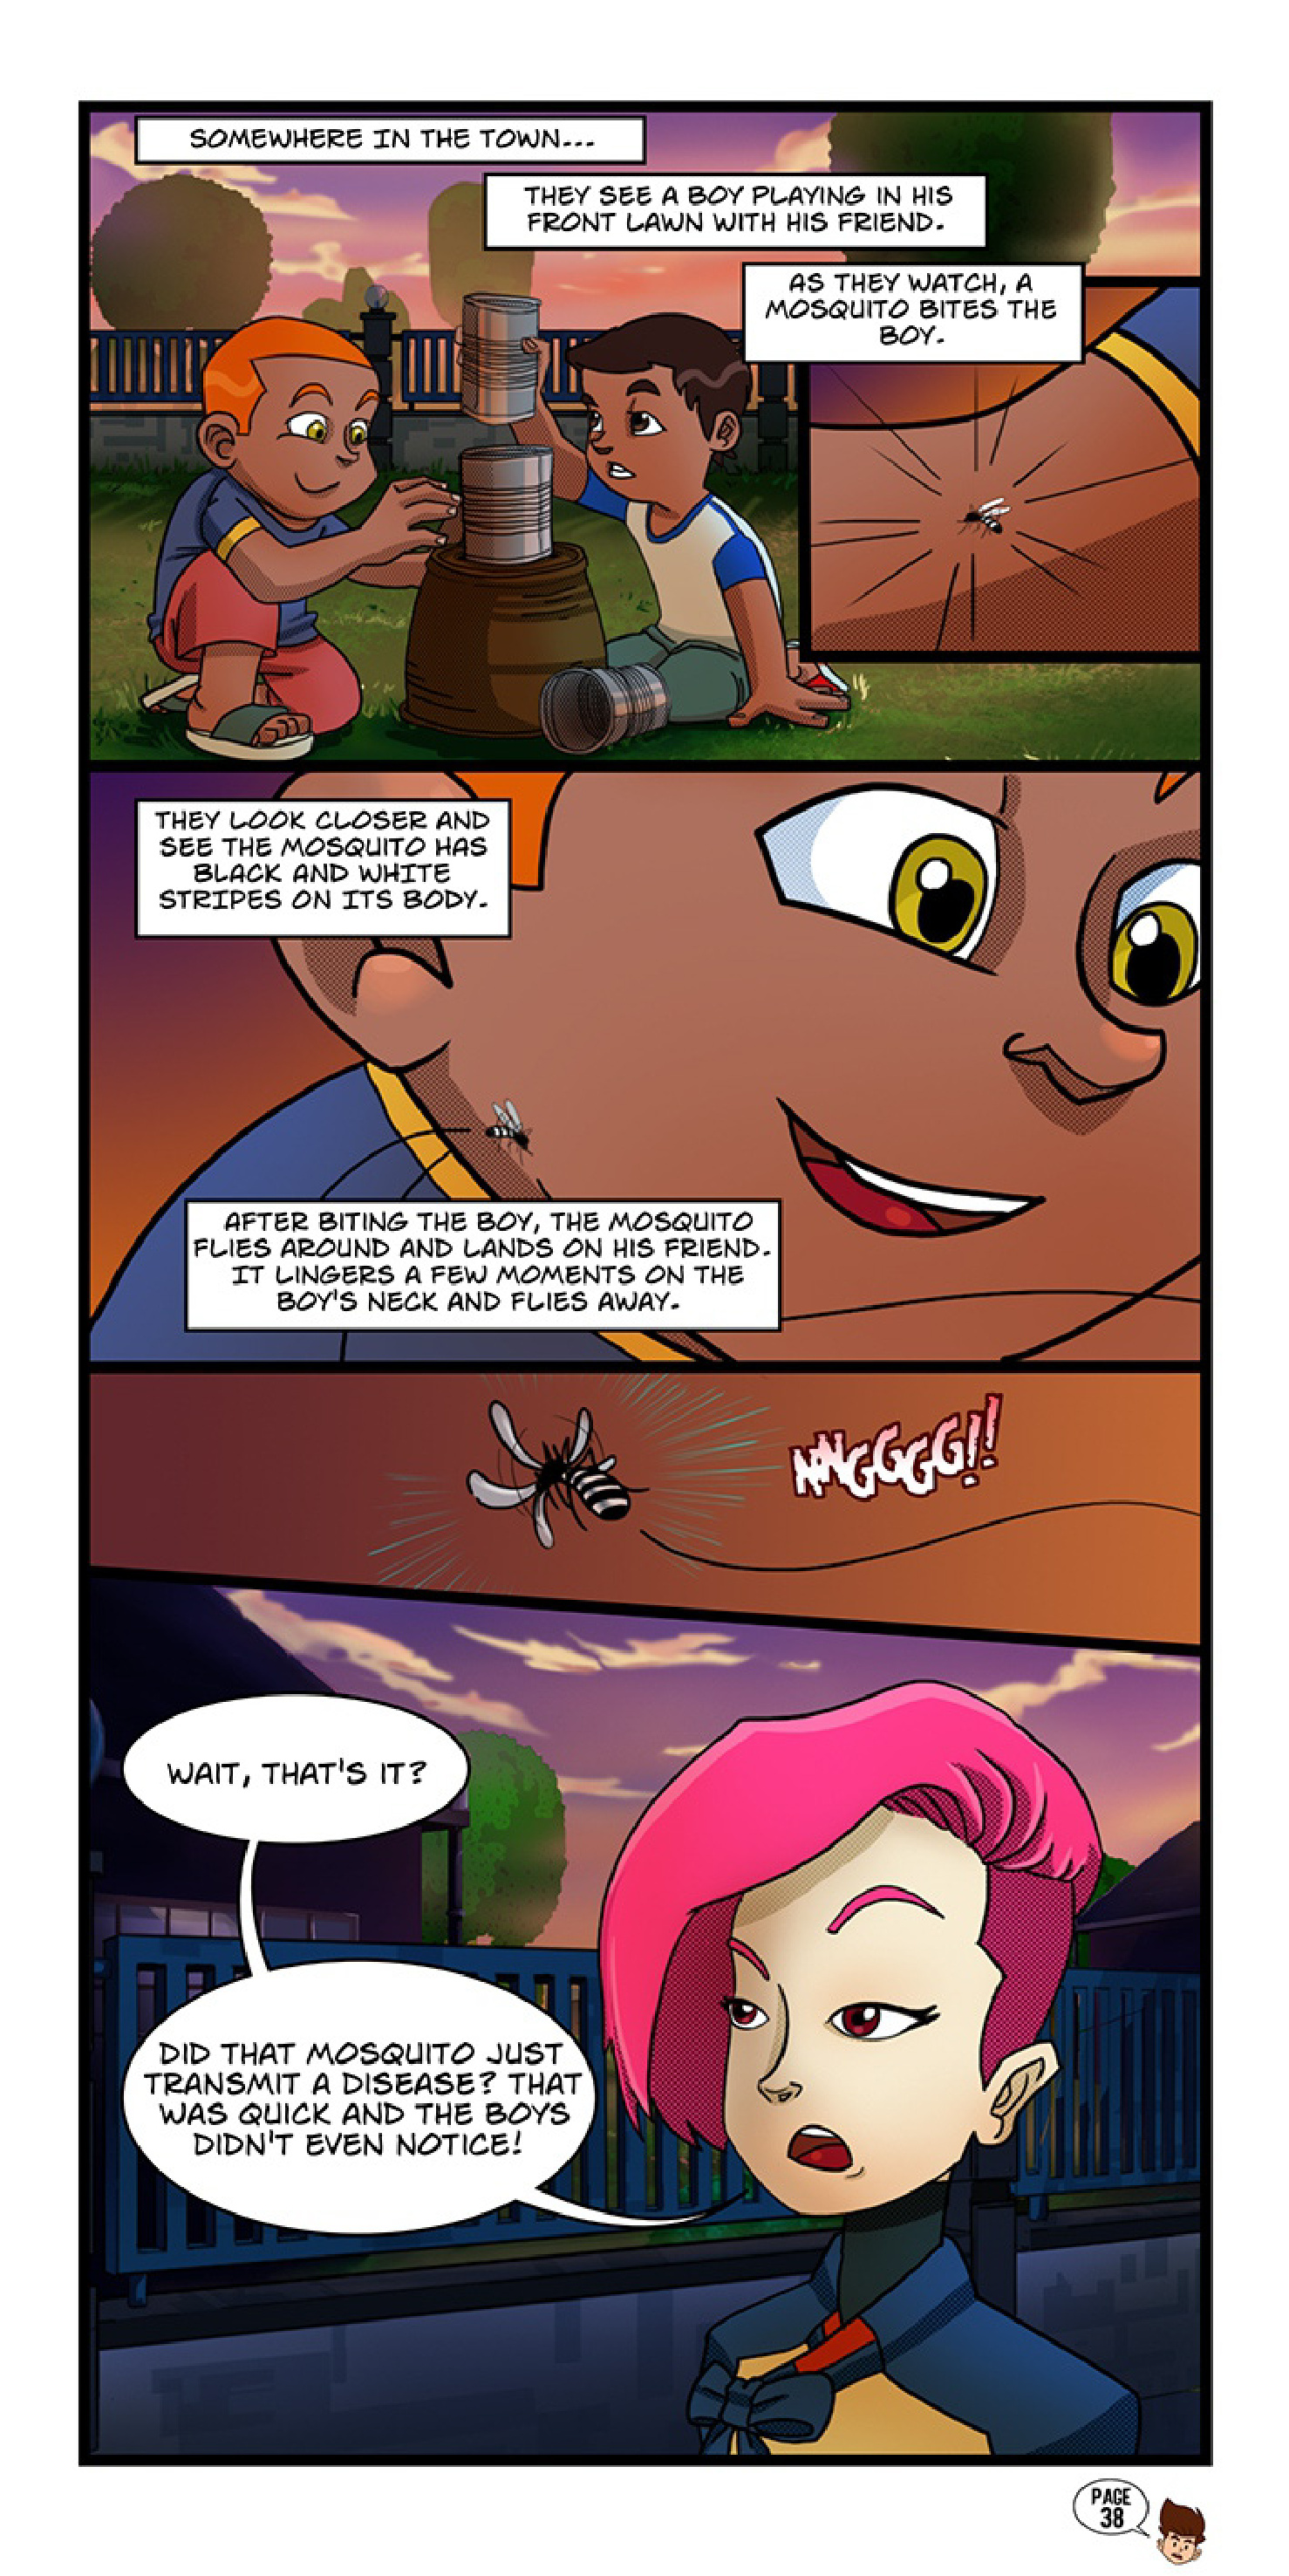 SOMEWHERE IN THE TOWN...
THEY SEE A BOY PLAYING IN HIS
FRONT LAWN WITH HIS FRIEND.
AS THEY WATCH, A
MOSQUITO BITES THE
BOY.
THEY LOOK CLOSER AND
SEE THE MOSQUITO HAS
BLACK AND WHITE
STRIPES ON ITS BODY.
AFTER BITING THE BOY, THE MOSQUITO
FLIES AROUND AND LANDS ON HIS FRIEND.
IT LINGERS A FEW MOMENTS ON THE
BOY'S NECK AND FLIES AWAY.
NNGGGG!!
WAIT, THAT'S IT?
DID THAT MOSQUITO JUST
TRANSMIT A DISEASE? THAT
WAS QUICK AND THE BOYS
DIDN'T EVEN NOTICE!
PAGE
38